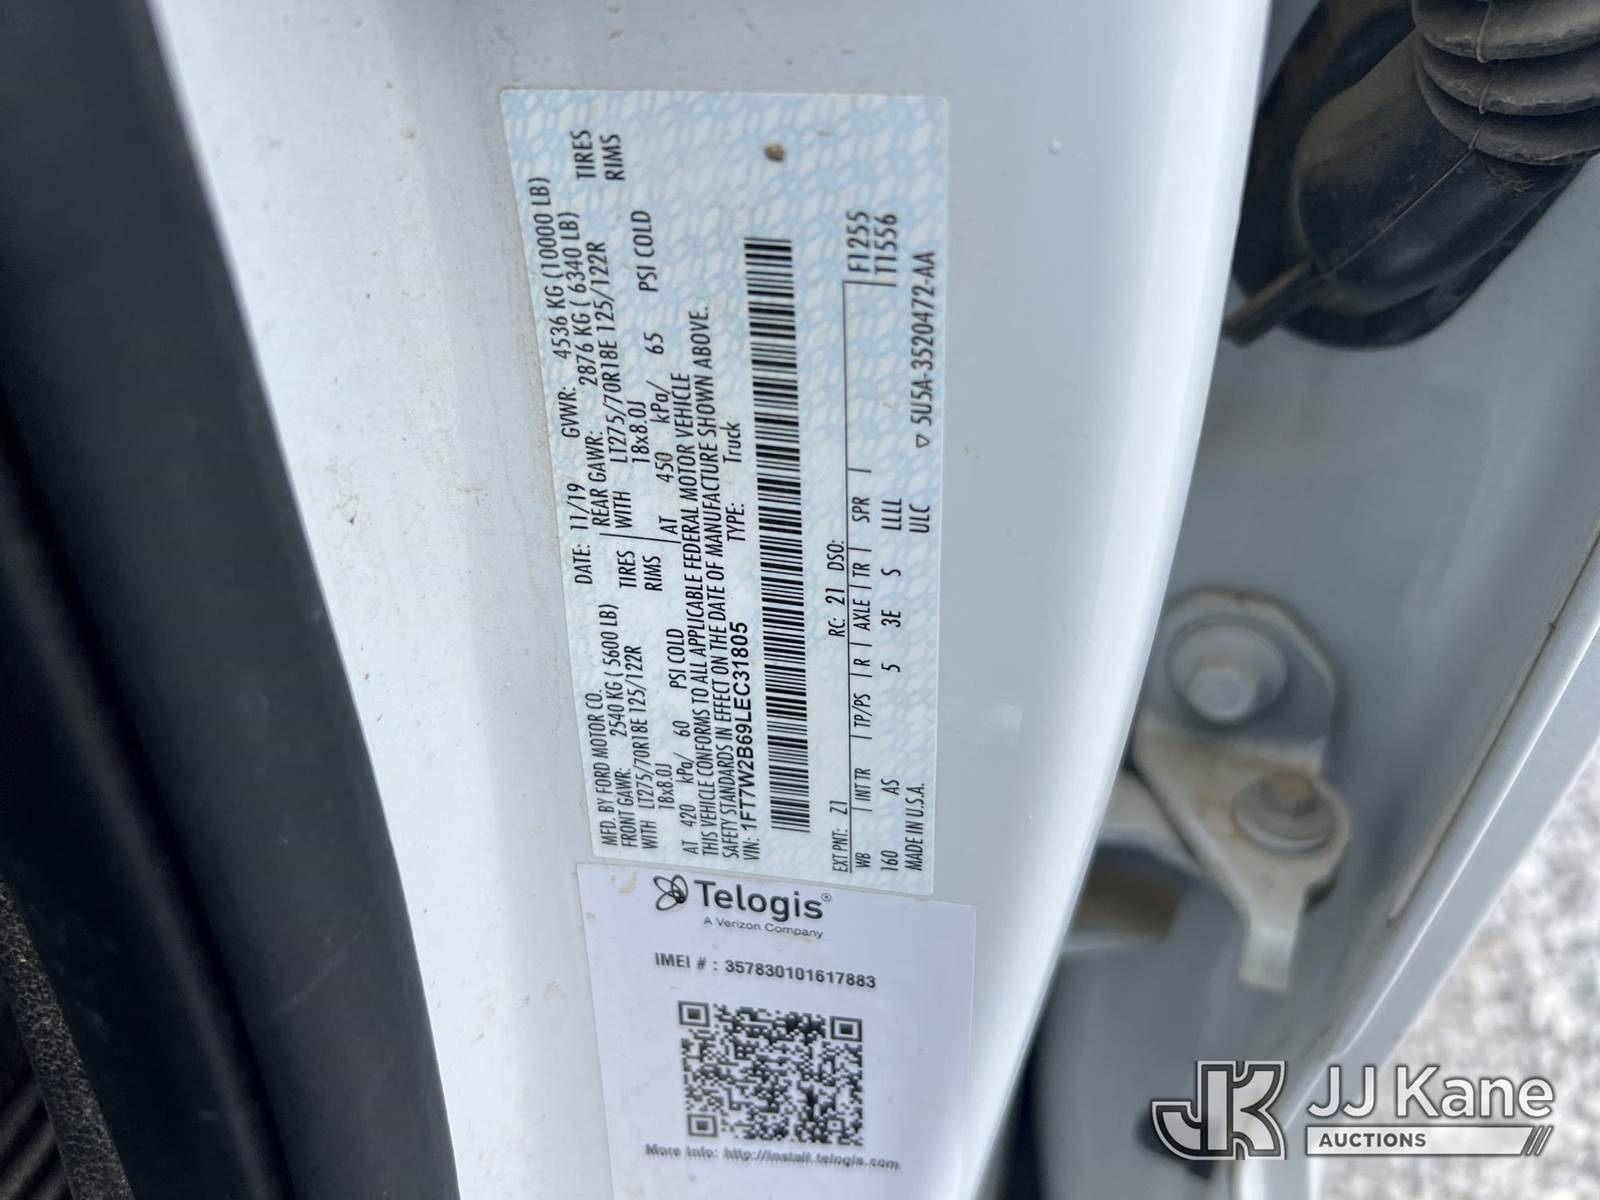 MFD. BY FORD MOTOR CO.
DATE: 11/19 GVWR: 4536 KG (10000 LB)
FRONT GAWR: 2540 KG ( 5600 LB)
REAR GAWR: 2876 KG ( 6340 LB)
WITH LT275/70R18E 125/122R TIRES
WITH LT275/70R18E 125/122R TIRES
18x8.0J RIMS
18x8.0J RIMS
AT 420 kPa/ 60 PSI COLD
AT 450 kPa/ 65 PSI COLD
THIS VEHICLE CONFORMS TO ALL APPLICABLE FEDERAL MOTOR VEHICLE
SAFETY STANDARDS IN EFFECT ON THE DATE OF MANUFACTURE SHOWN ABOVE.
VIN: 1FT7W2B69LEC31805 TYPE: Truck
F1255
T1556
EXT PNT: Z1 RC: 21 DSO:
WB INT TR TP/PS R AXLE TR SPR
160 AS 5 3E S LLLL
MADE IN U.S.A. ULC ▽ 5U5A-3520472-AA
Telogis®
A Verizon Company
IMEI # : 357830101617883
More info: http://install.telogis.com
JK JJ Kane
AUCTIONS